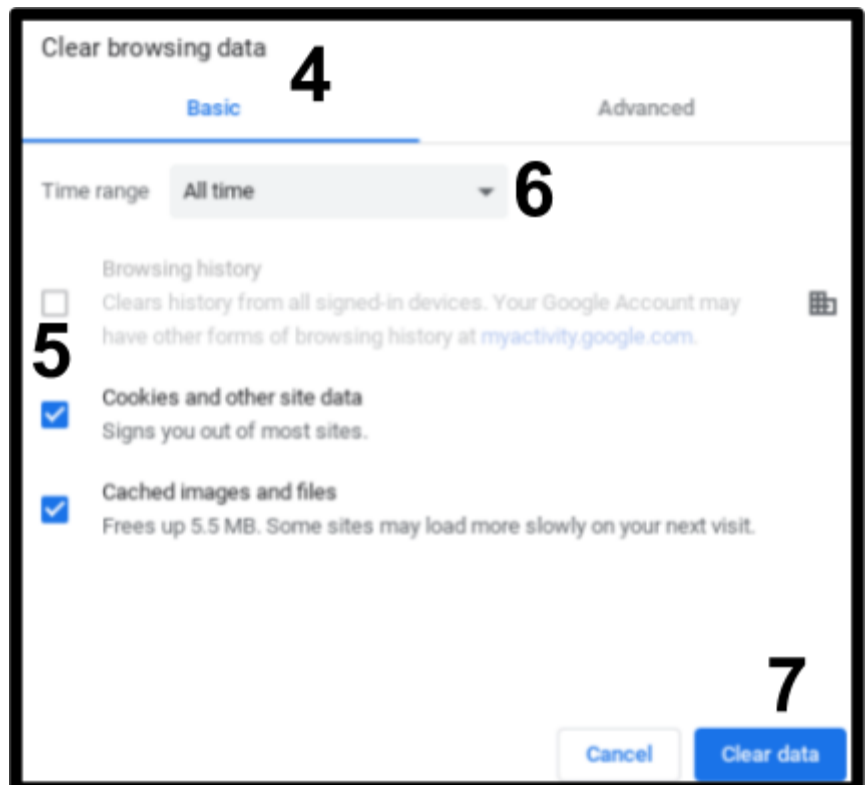 Clear browsing data
4
Basic
Advanced
Time range
All time
6
Browsing history
Clears history from all signed-in devices. Your Google Account may
have other forms of browsing history at myactivity.google.com.
5
Cookies and other site data
Signs you out of most sites.
Cached images and files
Frees up 5.5 MB. Some sites may load more slowly on your next visit.
7
Cancel
Clear data